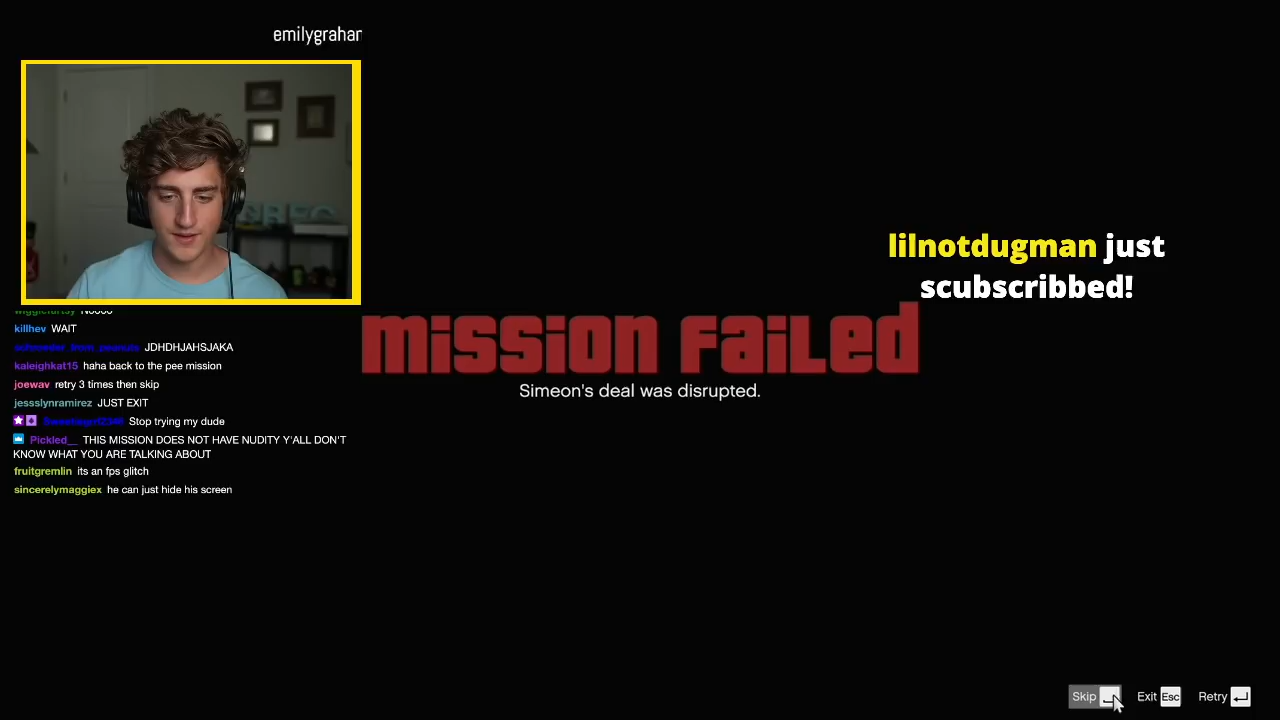 emilygrahar
lilnotdugman just
scubscribbed!
killhev WAIT
JDHDHJAHSJAKA
kaleighkat15 haha back to the pee mission
joewav retry 3 times then skip
jessslynramirez JUST EXIT
Stop trying my dude
Pickled__ THIS MISSION DOES NOT HAVE NUDITY Y'ALL DON'T
KNOW WHAT YOU ARE TALKING ABOUT
fruitgremlin its an fps glitch
sincerelymaggiex he can just hide his screen
mission failed
Simeon's deal was disrupted.
Skip Exit Esc Retry